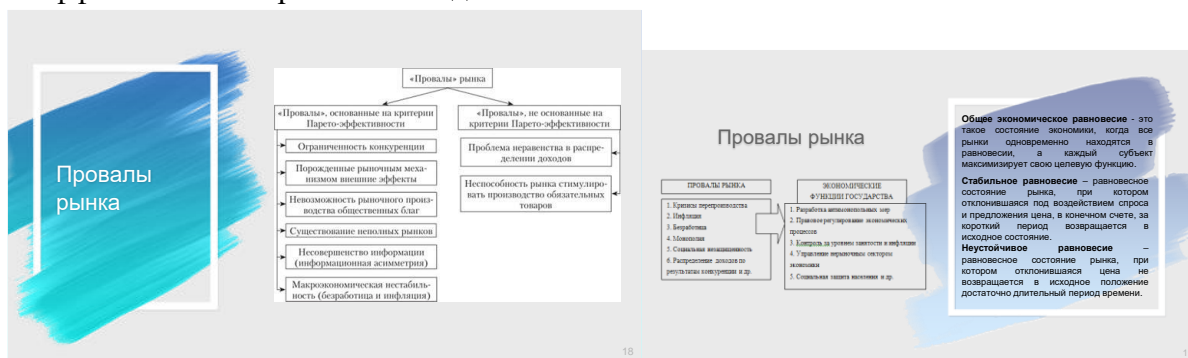 Провалы
рынка
«Провалы» рынка
«Провалы», основанные на критерии
Парето-эффективности
Ограниченность конкуренции
Порожденные рыночным меха-
низмом внешние эффекты
Невозможность рыночного произ-
водства общественных благ
Существование неполных рынков
Несовершенство информации
(информационная асимметрия)
Макроэкономическая нестабиль-
ность (безработица и инфляция)
«Провалы», не основанные на
критерии Парето-эффективности
Проблема неравенства в распре-
делении доходов
Неспособность рынка стимулиро-
вать производство обязательных
товаров
18
Провалы рынка
ПРОВАЛЫ РЫНКА
1. Кризисы перепроизводства
2. Инфляция
3. Безработица
4. Монополия
5. Социальная незащищенность
6. Распределение доходов по
результатам конкуренции и др.
ЭКОНОМИЧЕСКИЕ
ФУНКЦИИ ГОСУДАРСТВА
1. Разработка антимонопольных мер
2. Правовое регулирование экономических
процессов
3. Контроль за уровнем занятости и инфляции
4. Управление нерыночным сектором
экономики
5. Социальная защита населения и др.
Общее экономическое равновесие - это
такое состояние экономики, когда все
рынки одновременно находятся в
равновесии, а каждый субъект
максимизирует свою целевую функцию.
Стабильное равновесие – равновесное
состояние рынка, при котором
отклонившаяся под воздействием спроса
и предложения цена, в конечном счете, за
короткий период возвращается в
исходное состояние.
Неустойчивое равновесие –
равновесное состояние рынка, при
котором отклонившаяся цена не
возвращается в исходное положение
достаточно длительный период времени.